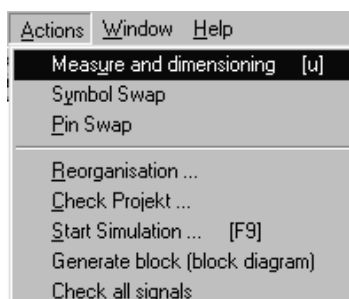 Actions Window Help
Measure and dimensioning [u]
Symbol Swap
Pin Swap
Reorganisation ...
Check Projekt ...
Start Simulation ... [F9]
Generate block (block diagram)
Check all signals